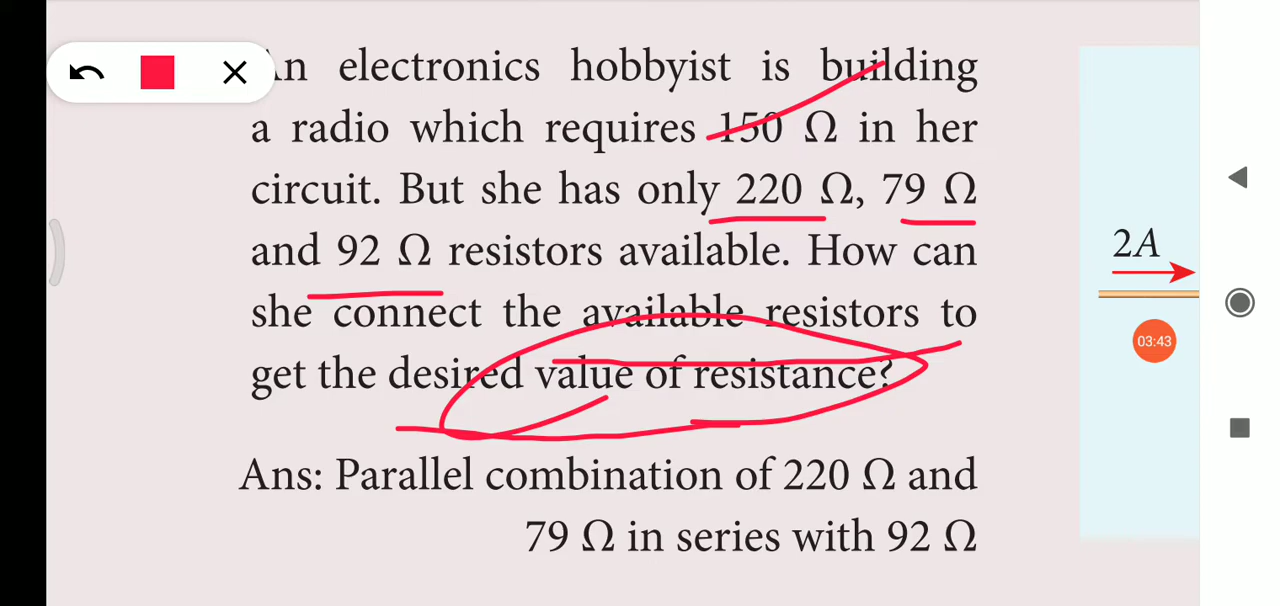 An electronics hobbyist is building
a radio which requires 150 Ω in her
circuit. But she has only 220 Ω, 79 Ω
and 92 Ω resistors available. How can
she connect the available resistors to
get the desired value of resistance?
Ans: Parallel combination of 220 Ω and
79 Ω in series with 92 Ω
2A
03:43